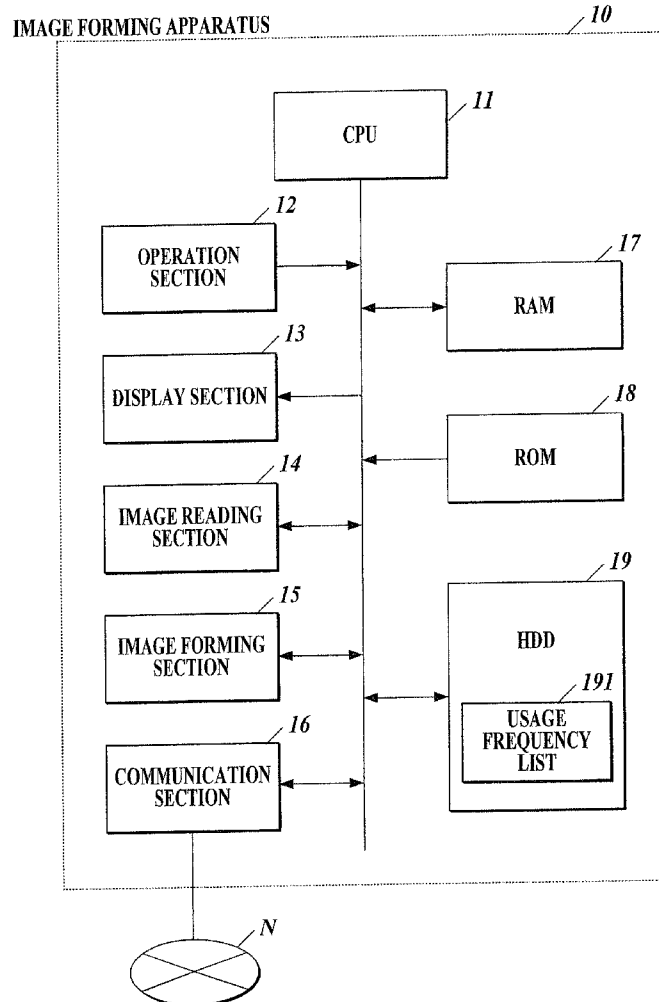 IMAGE FORMING APPARATUS
10
11
CPU
12
OPERATION
SECTION
17
RAM
13
DISPLAY SECTION
18
ROM
14
IMAGE READING
SECTION
19
HDD
15
IMAGE FORMING
SECTION
191
USAGE
FREQUENCY
LIST
16
COMMUNICATION
SECTION
N